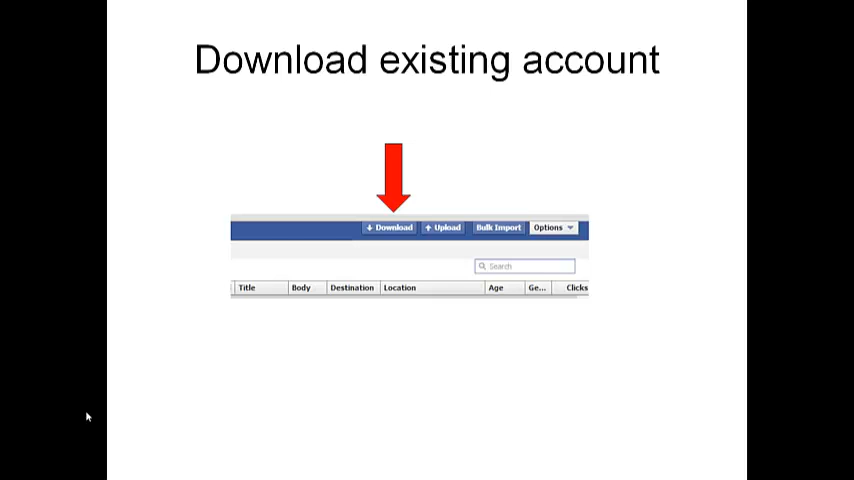 Download existing account
Download Upload Bulk Import Options
Search
Title Body Destination Location Age Ge... Clicks